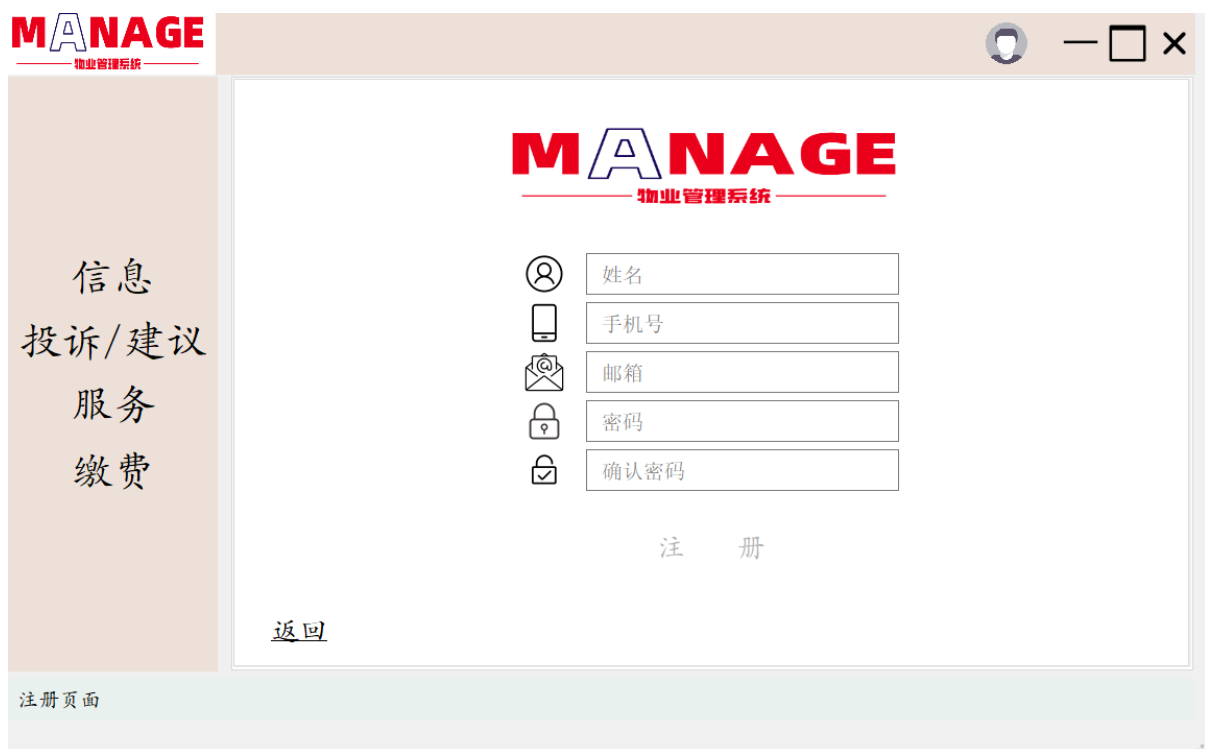 MANAGE
物业管理系统
信息
投诉/建议
服务
缴费
MANAGE
物业管理系统
姓名
手机号
邮箱
密码
确认密码
注 册
返回
注册页面